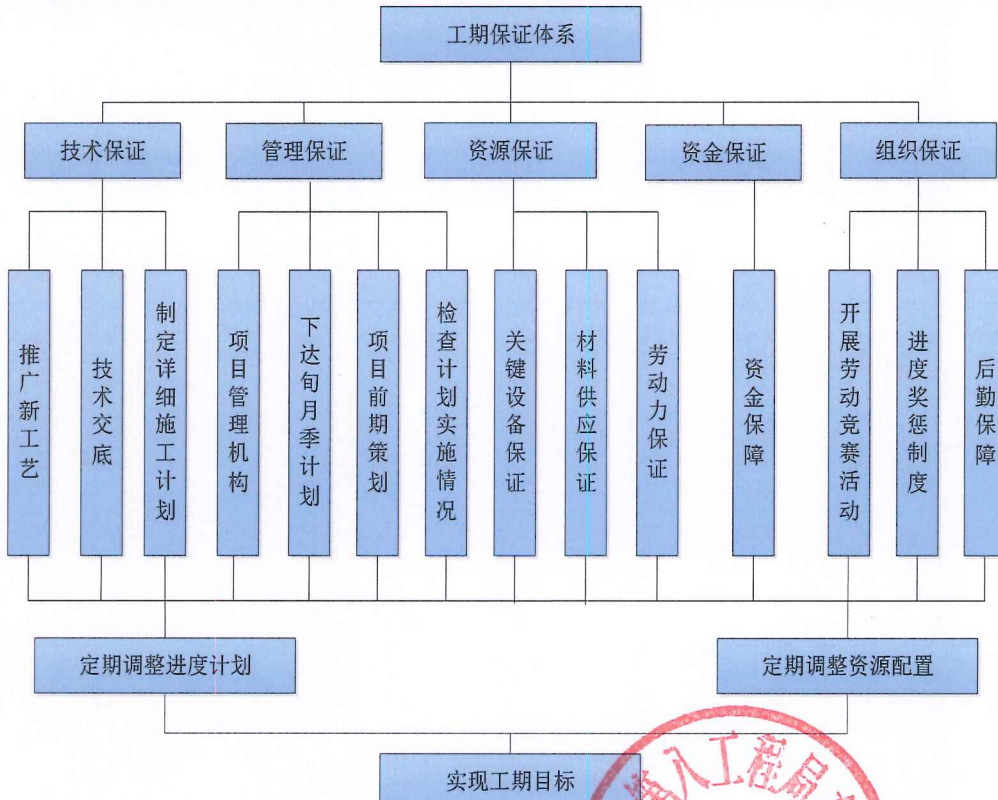 工期保证体系
技术保证
管理保证
资源保证
资金保证
组织保证
推广新工艺
技术交底
制定详细施工计划
项目管理机构
下达旬月季计划
项目前期策划
检查计划实施情况
关键设备保证
材料供应保证
劳动力保证
资金保障
开展劳动竞赛活动
进度奖惩制度
后勤保障
定期调整进度计划
定期调整资源配置
实现工期目标
八工程局